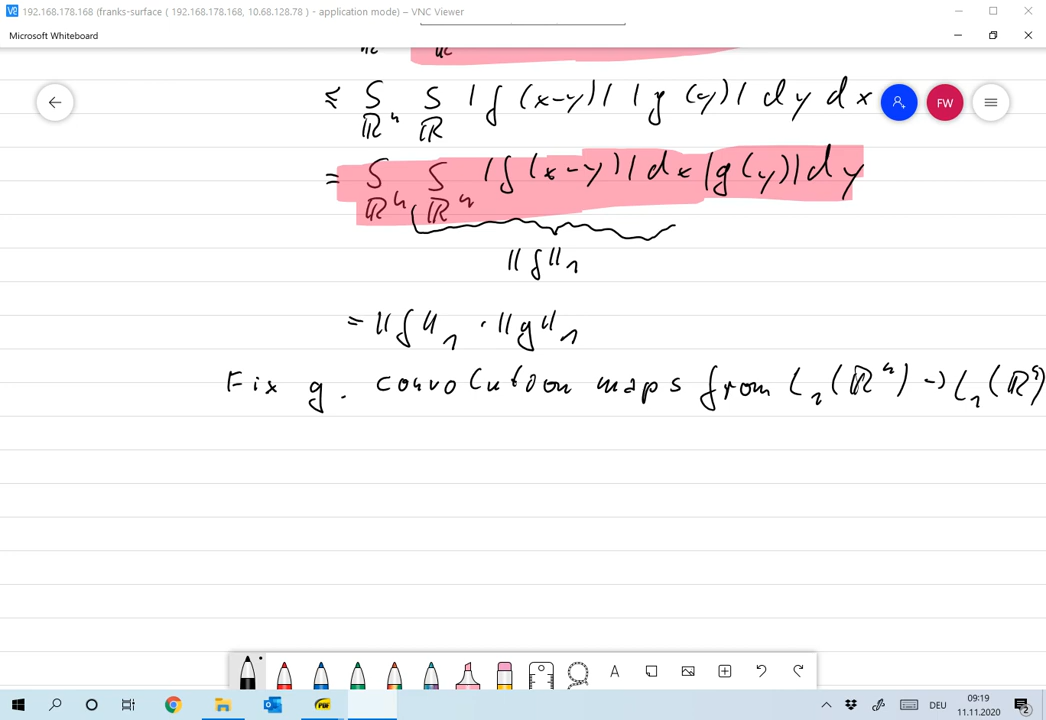 192.168.178.168 (franks-surface ( 192.168.178.168, 10.68.128.78 ) - application mode) – VNC Viewer
Microsoft Whiteboard
≤ ∫ℝⁿ ∫ℝ |f(x-y)| |g(y)| dy dx
FW
= ∫ℝⁿ ∫ℝⁿ |f(x-y)| dx |g(y)| dy
||f||₁
= ||f||₁ · ||g||₁
Fix g. convolution maps from L₁(ℝⁿ) → L₁(ℝⁿ)
A
DEU
09:19
11.11.2020
2